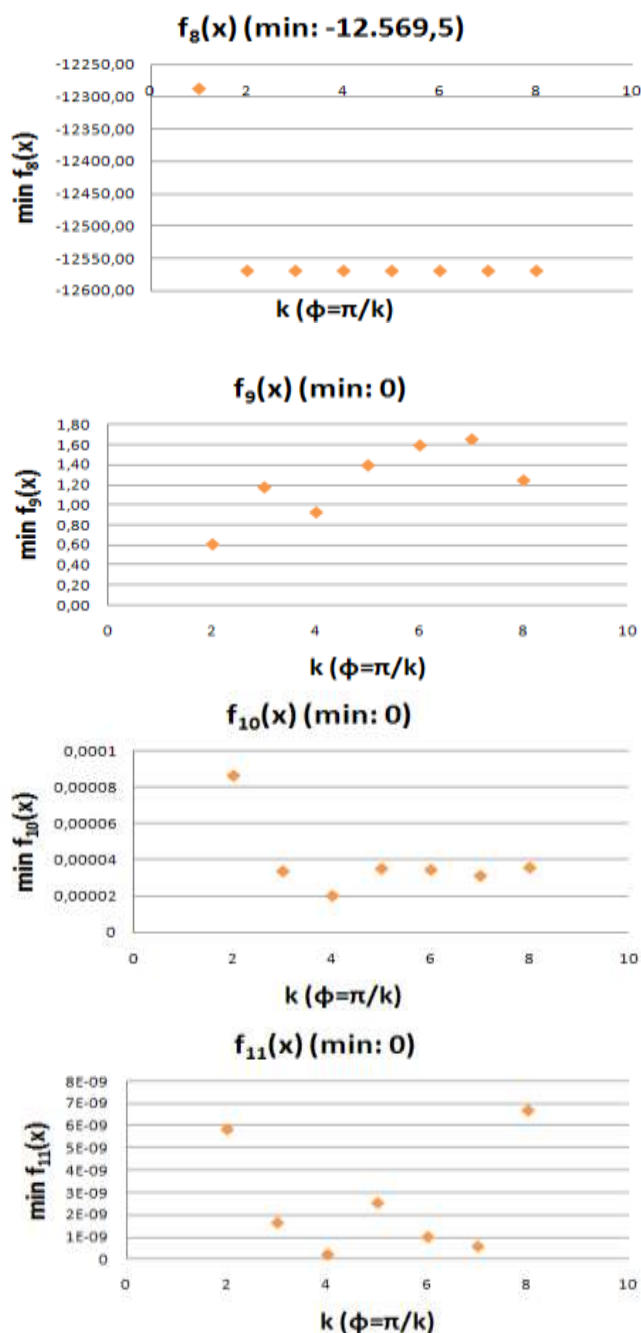 f₈(x) (min: -12.569,5)
-12250,00
0 2 4 6 8 10
-12300,00
-12350,00
-12400,00
-12450,00
-12500,00
-12550,00
-12600,00
min f₈(x)
k (ϕ=π/k)
f₉(x) (min: 0)
1,80
1,60
1,40
1,20
1,00
0,80
0,60
0,40
0,20
0,00
min f₉(x)
0 2 4 6 8 10
k (ϕ=π/k)
f₁₀(x) (min: 0)
0,0001
0,00008
0,00006
0,00004
0,00002
0
min f₁₀(x)
0 2 4 6 8 10
k (ϕ=π/k)
f₁₁(x) (min: 0)
8E-09
7E-09
6E-09
5E-09
4E-09
3E-09
2E-09
1E-09
0
min f₁₁(x)
0 2 4 6 8 10
k (ϕ=π/k)